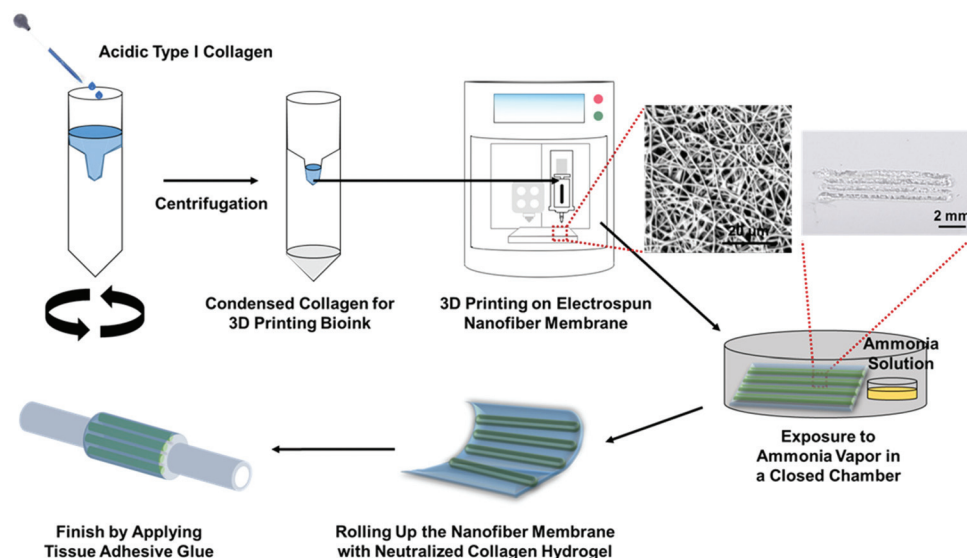 Acidic Type I Collagen
Centrifugation
Condensed Collagen for
3D Printing Bioink
3D Printing on Electrospun
Nanofiber Membrane
20 μm
2 mm
Ammonia
Solution
Exposure to
Ammonia Vapor in
a Closed Chamber
Rolling Up the Nanofiber Membrane
with Neutralized Collagen Hydrogel
Finish by Applying
Tissue Adhesive Glue